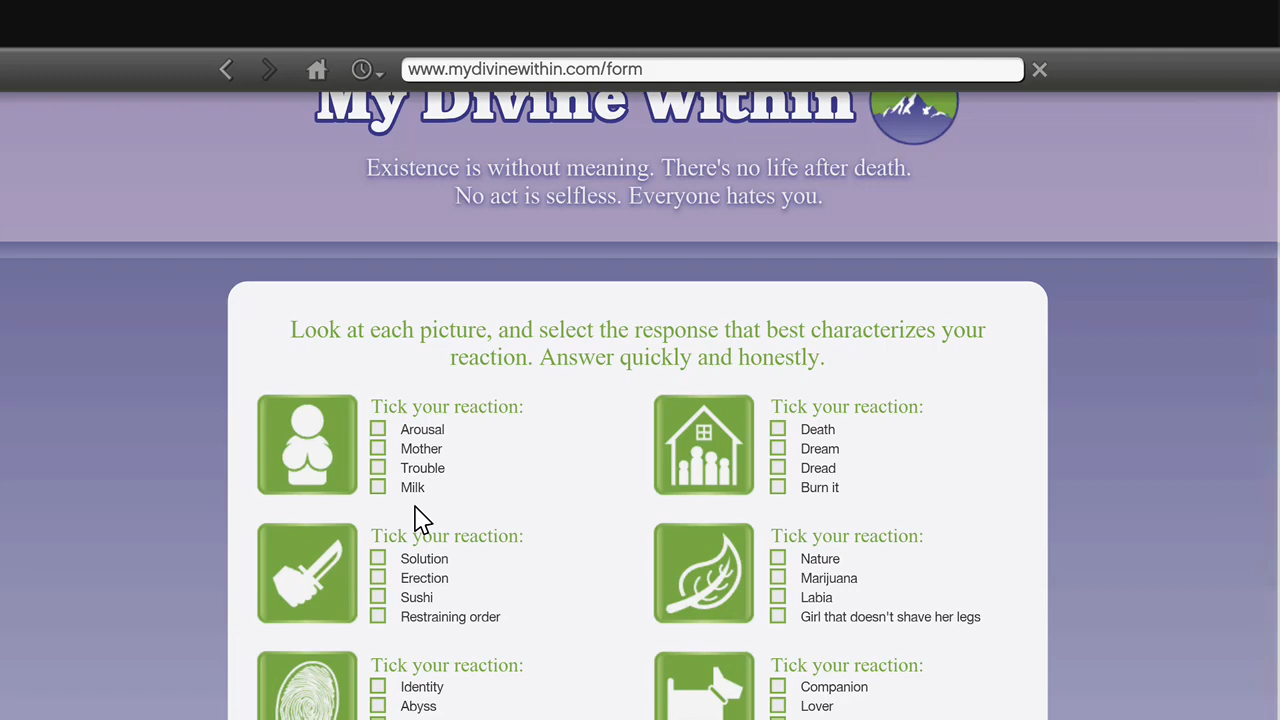 www.mydivinewithin.com/form
My Divine Within
Existence is without meaning. There's no life after death.
No act is selfless. Everyone hates you.
Look at each picture, and select the response that best characterizes your
reaction. Answer quickly and honestly.
Tick your reaction:
Arousal
Mother
Trouble
Milk
Tick your reaction:
Death
Dream
Dread
Burn it
Tick your reaction:
Solution
Erection
Sushi
Restraining order
Tick your reaction:
Nature
Marijuana
Labia
Girl that doesn't shave her legs
Tick your reaction:
Identity
Abyss
Tick your reaction:
Companion
Lover